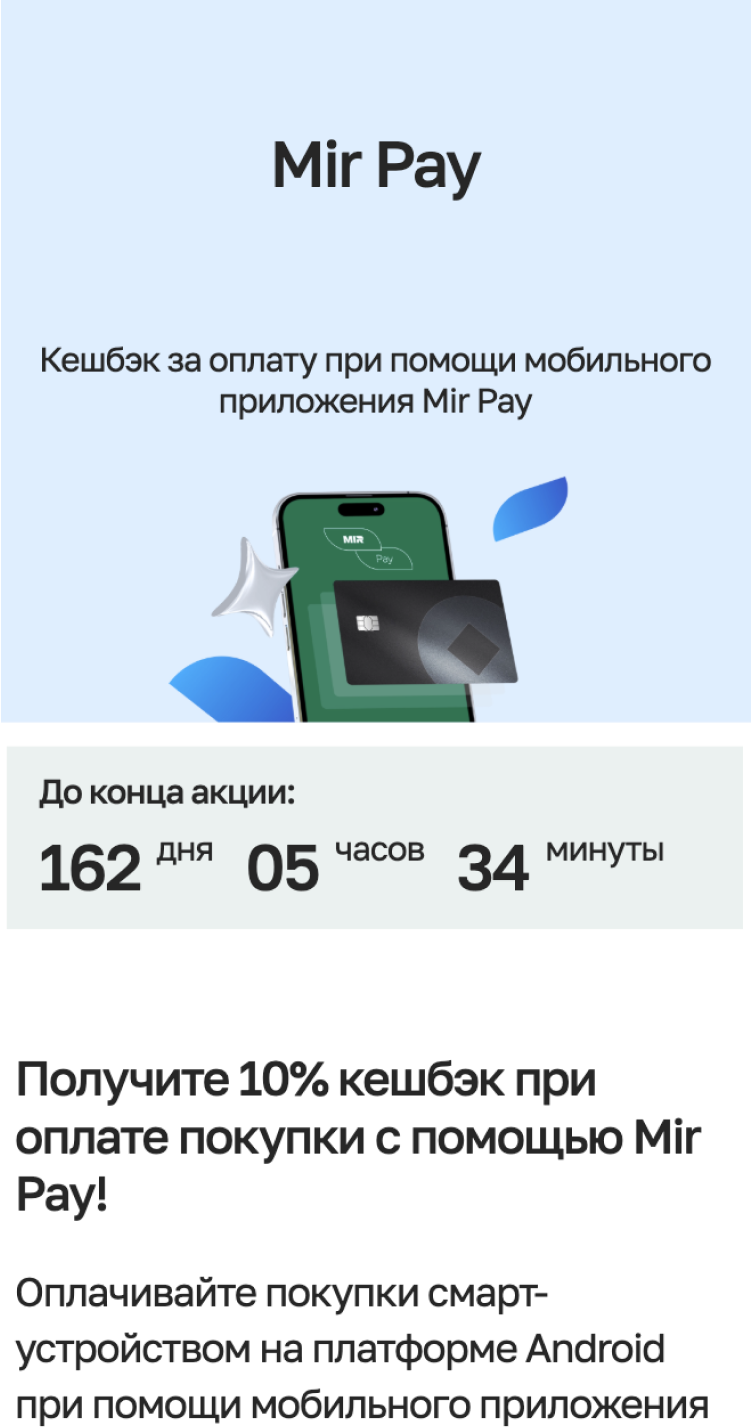 Mir Pay
Кешбэк за оплату при помощи мобильного
приложения Mir Pay
MIR
Pay
До конца акции:
162 дня 05 часов 34 минуты
Получите 10% кешбэк при
оплате покупки с помощью Mir
Pay!
Оплачивайте покупки смарт-
устройством на платформе Android
при помощи мобильного приложения